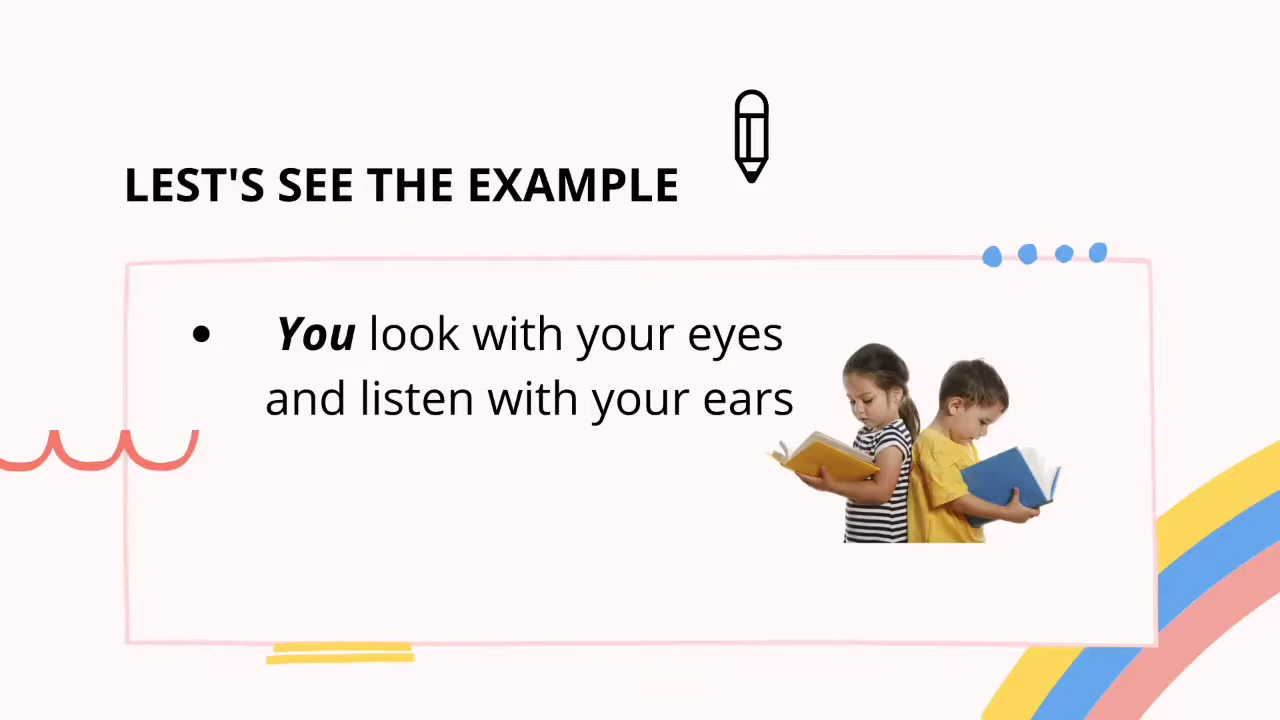 LEST'S SEE THE EXAMPLE
• You look with your eyes
and listen with your ears